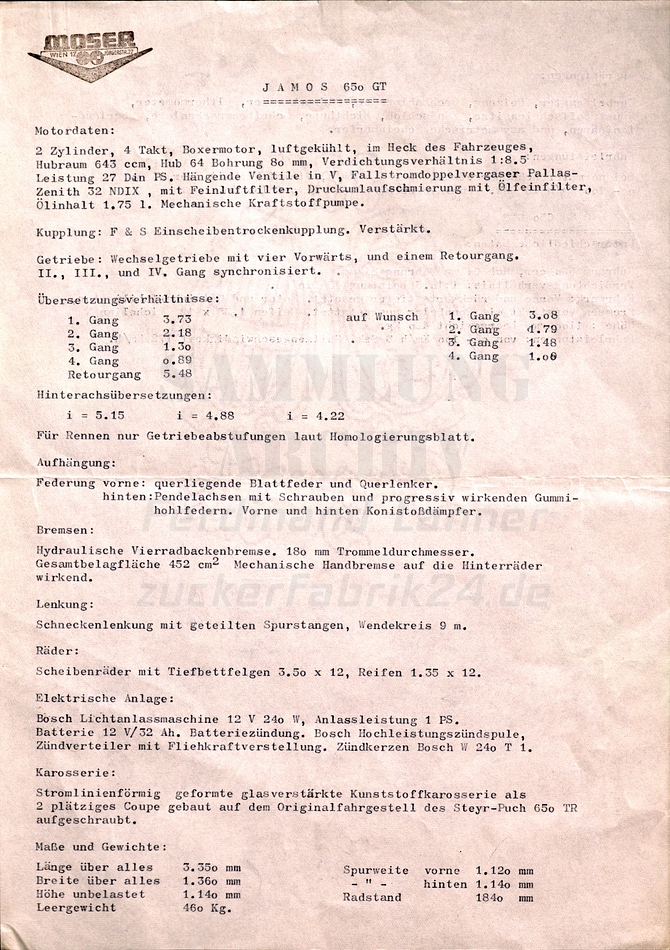 MOSER
WIEN 17 JÖRGERSTR. 22
J A M O S 65o GT
=================
Motordaten:
2 Zylinder, 4 Takt, Boxermotor, luftgekühlt, im Heck des Fahrzeuges,
Hubraum 643 ccm, Hub 64 Bohrung 8o mm, Verdichtungsverhältnis 1:8.5
Leistung 27 Din PS. Hängende Ventile in V, Fallstromdoppelvergaser Pallas-
Zenith 32 NDIX , mit Feinluftfilter, Druckumlaufschmierung mit Ölfeinfilter,
Ölinhalt 1.75 l. Mechanische Kraftstoffpumpe.
Kupplung: F & S Einscheibentrockenkupplung. Verstärkt.
Getriebe: Wechselgetriebe mit vier Vorwärts, und einem Retourgang.
II., III., und IV. Gang synchronisiert.
Übersetzungsverhältnisse:
1. Gang 3.73 auf Wunsch 1. Gang 3.o8
2. Gang 2.18 2. Gang 1.79
3. Gang 1.3o 3. Gang 1.48
4. Gang o.89 4. Gang 1.o6
Retourgang 5.48
SAMMLUNG
Hinterachsübersetzungen:
i = 5.15 i = 4.88 i = 4.22
Für Rennen nur Getriebeabstufungen laut Homologierungsblatt.
ARCHIV
Aufhängung:
Federung vorne: querliegende Blattfeder und Querlenker.
hinten:Pendelachsen mit Schrauben und progressiv wirkenden Gummi-
hohlfedern. Vorne und hinten Konistoßdämpfer.
Ferdinand Lanner
Bremsen:
Hydraulische Vierradbackenbremse. 18o mm Trommeldurchmesser.
Gesamtbelagfläche 452 cm2 Mechanische Handbremse auf die Hinterräder
wirkend.
zuckerfabrik24.de
Lenkung:
Schneckenlenkung mit geteilten Spurstangen, Wendekreis 9 m.
Räder:
Scheibenräder mit Tiefbettfelgen 3.5o x 12, Reifen 1.35 x 12.
Elektrische Anlage:
Bosch Lichtanlassmaschine 12 V 24o W, Anlassleistung 1 PS.
Batterie 12 V/32 Ah. Batteriezündung. Bosch Hochleistungszündspule,
Zündverteiler mit Fliehkraftverstellung. Zündkerzen Bosch W 24o T 1.
Karosserie:
Stromlinienförmig geformte glasverstärkte Kunststoffkarosserie als
2 plätziges Coupe gebaut auf dem Originalfahrgestell des Steyr-Puch 65o TR
aufgeschraubt.
Maße und Gewichte:
Länge über alles 3.35o mm Spurweite vorne 1.12o mm
Breite über alles 1.36o mm - " - hinten 1.14o mm
Höhe unbelastet 1.14o mm Radstand 184o mm
Leergewicht 46o Kg.